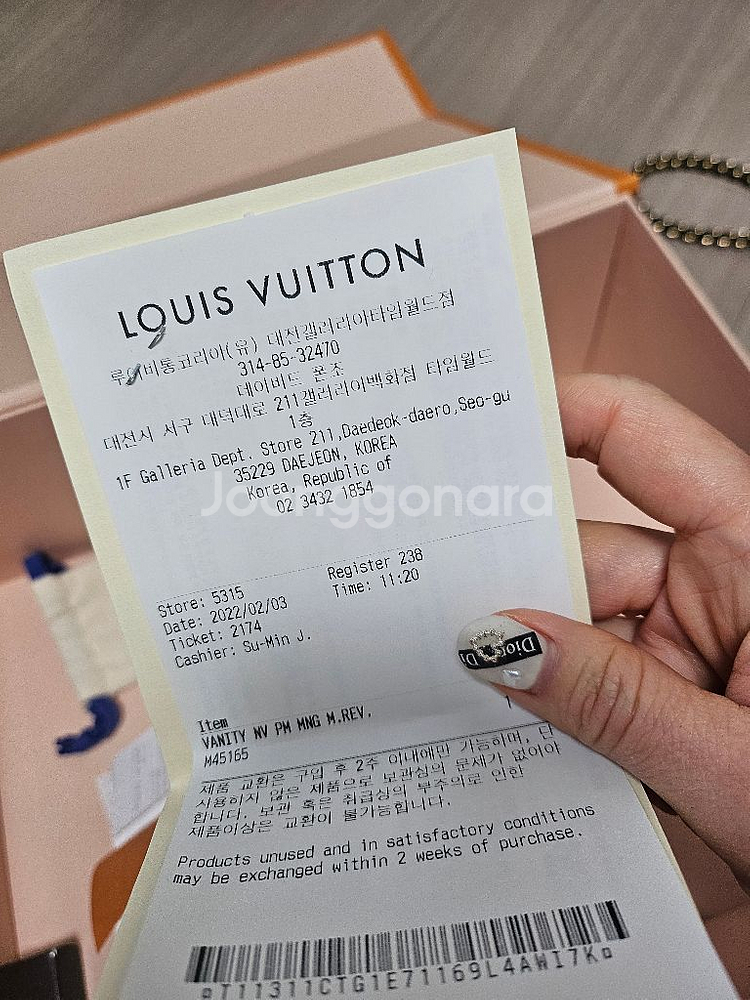 LOUIS VUITTON
루이비통코리아(유) 대전갤러리아타임월드점
314-85-32470
데이비드 퐁조
대전시 서구 대덕대로 211갤러리아백화점 타임월드
1층
1F Galleria Dept. Store 211,Daedeok-daero,Seo-gu
35229 DAEJEON, KOREA
Korea, Republic of
02 3432 1854
Joonggonara
Store: 5315 Register 238
Date: 2022/02/03 Time: 11:20
Ticket: 2174
Cashier: Su-Min J.
Dior
Item
VANITY NV PM MNG M.REV. 1
M45165
제품 교환은 구입 후 2주 이내에만 가능하며, 단
사용하지 않은 제품으로 보관상의 문제가 없어야
합니다. 보관 혹은 취급상의 부주의로 인한
제품이상은 교환이 불가능합니다.
Products unused and in satisfactory conditions
may be exchanged within 2 weeks of purchase.
T11311CTG1E71169L4AWI7K